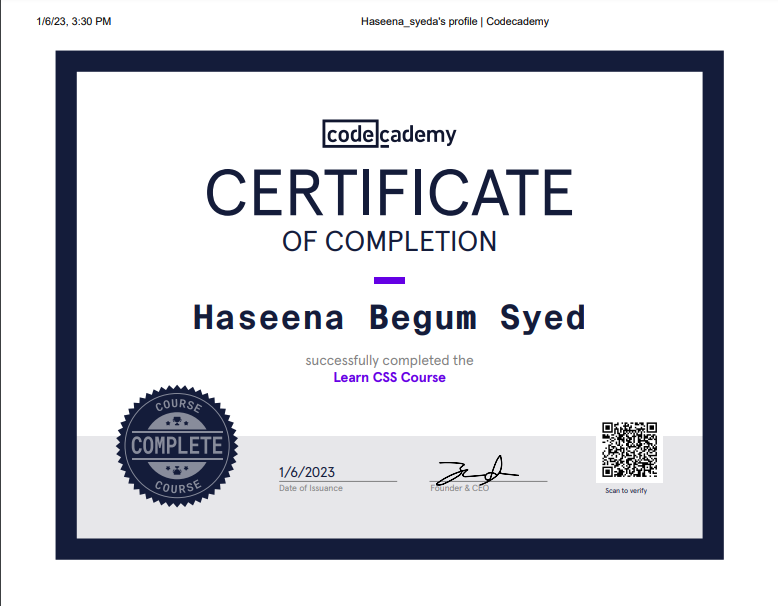 1/6/23, 3:30 PM
Haseena_syeda's profile | Codecademy
codecademy
CERTIFICATE
OF COMPLETION
Haseena Begum Syed
successfully completed the
Learn CSS Course
COURSE
COMPLETE
COURSE
1/6/2023
Date of Issuance
Founder & CEO
Scan to verify